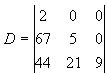 D = | 2 0 0 |
| 67 5 0 |
| 44 21 9 |